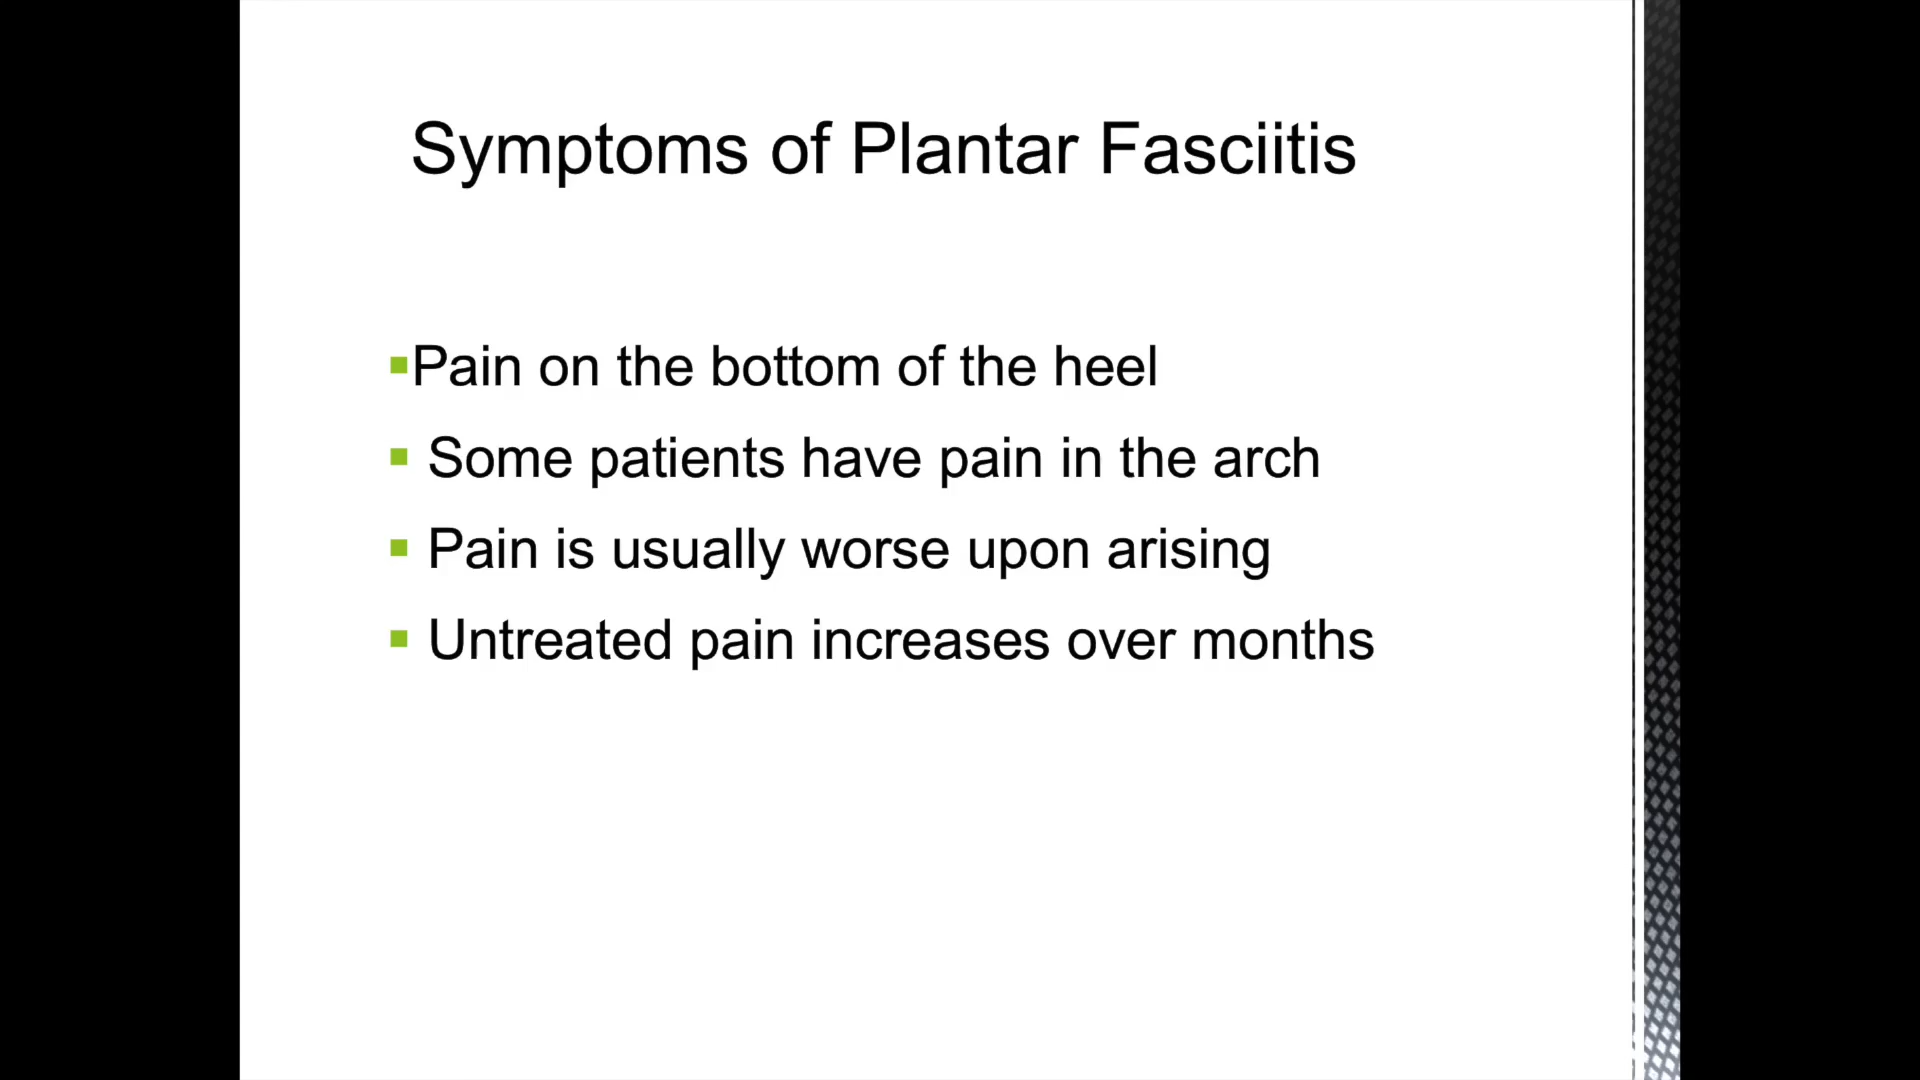 Symptoms of Plantar Fasciitis
▪Pain on the bottom of the heel
▪ Some patients have pain in the arch
▪ Pain is usually worse upon arising
▪ Untreated pain increases over months